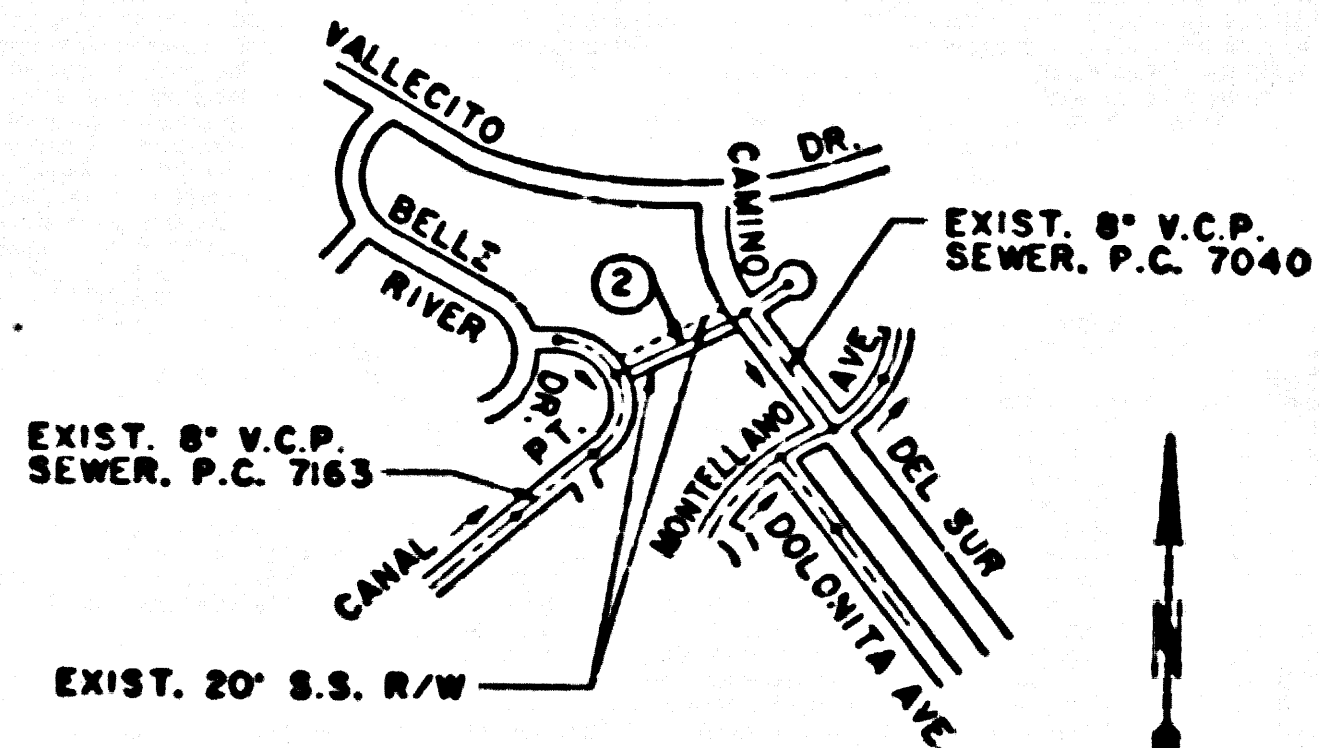 VALLECITO DR.
CAMINO
BELLE
RIVER
DR.
2
EXIST. 8" V.C.P.
SEWER. P.C. 7040
AVE.
PT.
EXIST. 8" V.C.P.
SEWER. P.C. 7163
MONTELLANO
DEL SUR
CANAL
DOLONITA AVE.
EXIST. 20' S.S. R/W
N